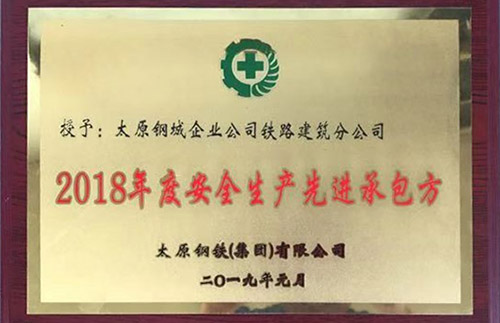 授予：太原钢城企业公司铁路建筑分公司
2018年度安全生产先进承包方
太原钢铁(集团)有限公司
二〇一九年元月